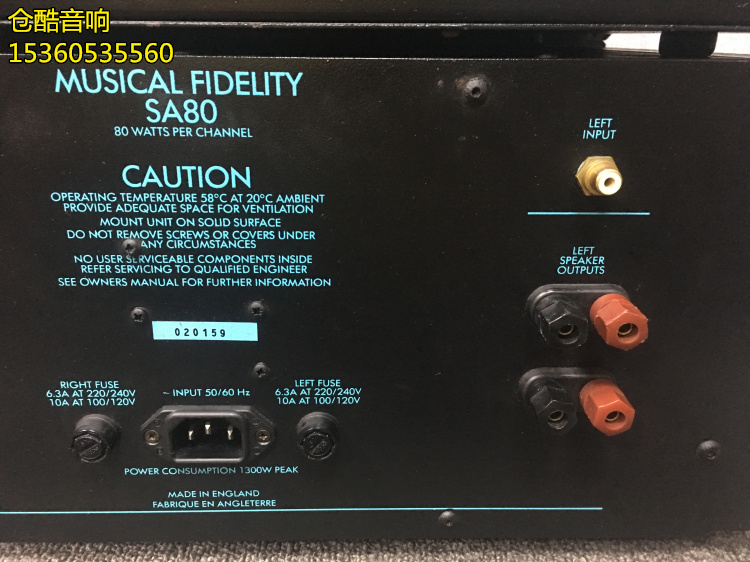 仓酷音响
15360535560
MUSICAL FIDELITY
SA80
80 WATTS PER CHANNEL
CAUTION
OPERATING TEMPERATURE 58°C AT 20°C AMBIENT
PROVIDE ADEQUATE SPACE FOR VENTILATION
MOUNT UNIT ON SOLID SURFACE
DO NOT REMOVE SCREWS OR COVERS UNDER
ANY CIRCUMSTANCES
NO USER SERVICEABLE COMPONENTS INSIDE
REFER SERVICING TO QUALIFIED ENGINEER
SEE OWNERS MANUAL FOR FURTHER INFORMATION
020159
RIGHT FUSE
6.3A AT 220/240V
10A AT 100/120V
~ INPUT 50/60 Hz
LEFT FUSE
6.3A AT 220/240V
10A AT 100/120V
POWER CONSUMPTION 1300W PEAK
MADE IN ENGLAND
FABRIQUE EN ANGLETERRE
LEFT
INPUT
LEFT
SPEAKER
OUTPUTS